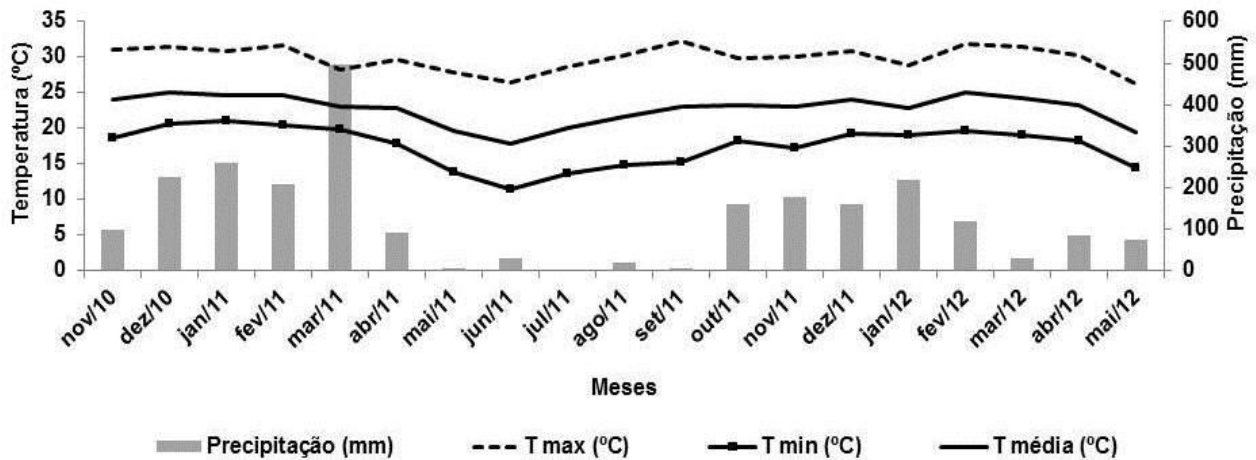 35
30
25
20
15
10
5
0
Temperatura (ºC)
600
500
400
300
200
100
0
Precipitação (mm)
nov/10
dez/10
jan/11
fev/11
mar/11
abr/11
mai/11
jun/11
jul/11
ago/11
set/11
out/11
nov/11
dez/11
jan/12
fev/12
mar/12
abr/12
mai/12
Meses
Precipitação (mm) T max (ºC) T min (ºC) T média (ºC)